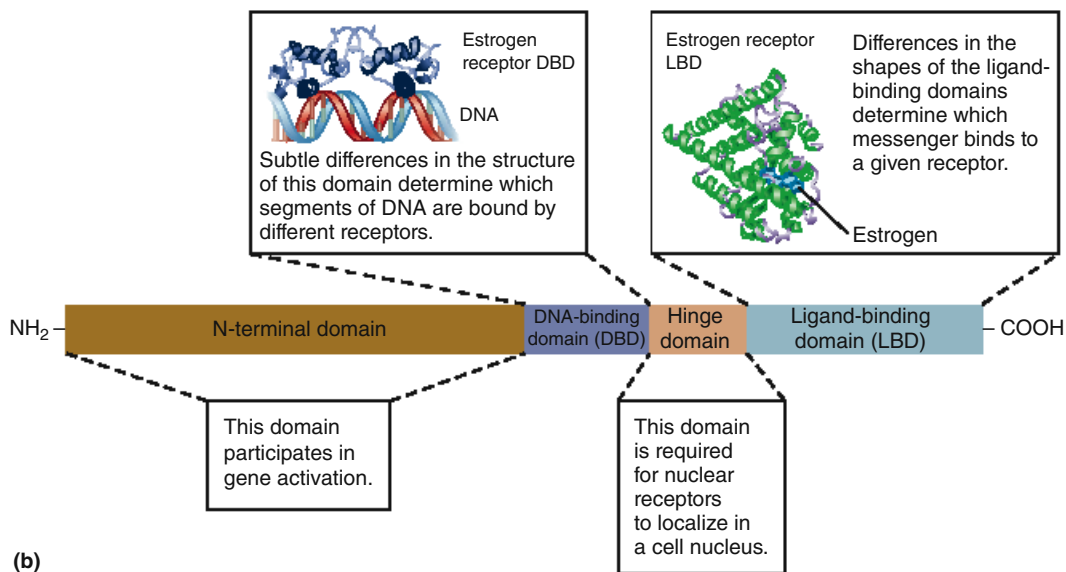 Estrogen
receptor DBD
DNA
Subtle differences in the structure
of this domain determine which
segments of DNA are bound by
different receptors.
Estrogen receptor
LBD
Differences in the
shapes of the ligand-
binding domains
determine which
messenger binds to
a given receptor.
Estrogen
NH2
N-terminal domain
DNA-binding
domain (DBD)
Hinge
domain
Ligand-binding
domain (LBD)
COOH
This domain
participates in
gene activation.
This domain
is required
for nuclear
receptors
to localize in
a cell nucleus.
(b)